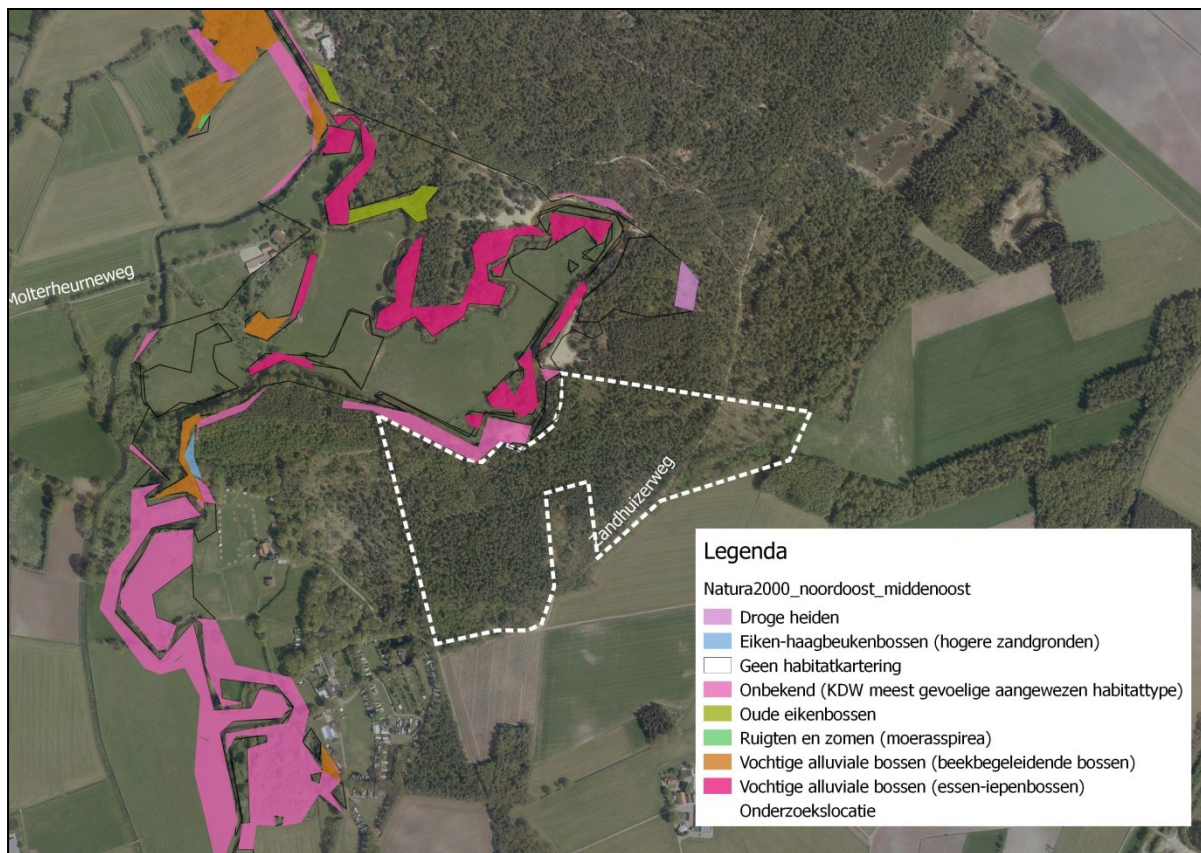 Molterheurneweg
Zandhuizerweg
Legenda
Natura2000_noordoost_middenoost
Droge heiden
Eiken-haagbeukenbossen (hogere zandgronden)
Geen habitatkartering
Onbekend (KDW meest gevoelige aangewezen habitattype)
Oude eikenbossen
Ruigten en zomen (moerasspirea)
Vochtige alluviale bossen (beekbegeleidende bossen)
Vochtige alluviale bossen (essen-iepenbossen)
Onderzoekslocatie